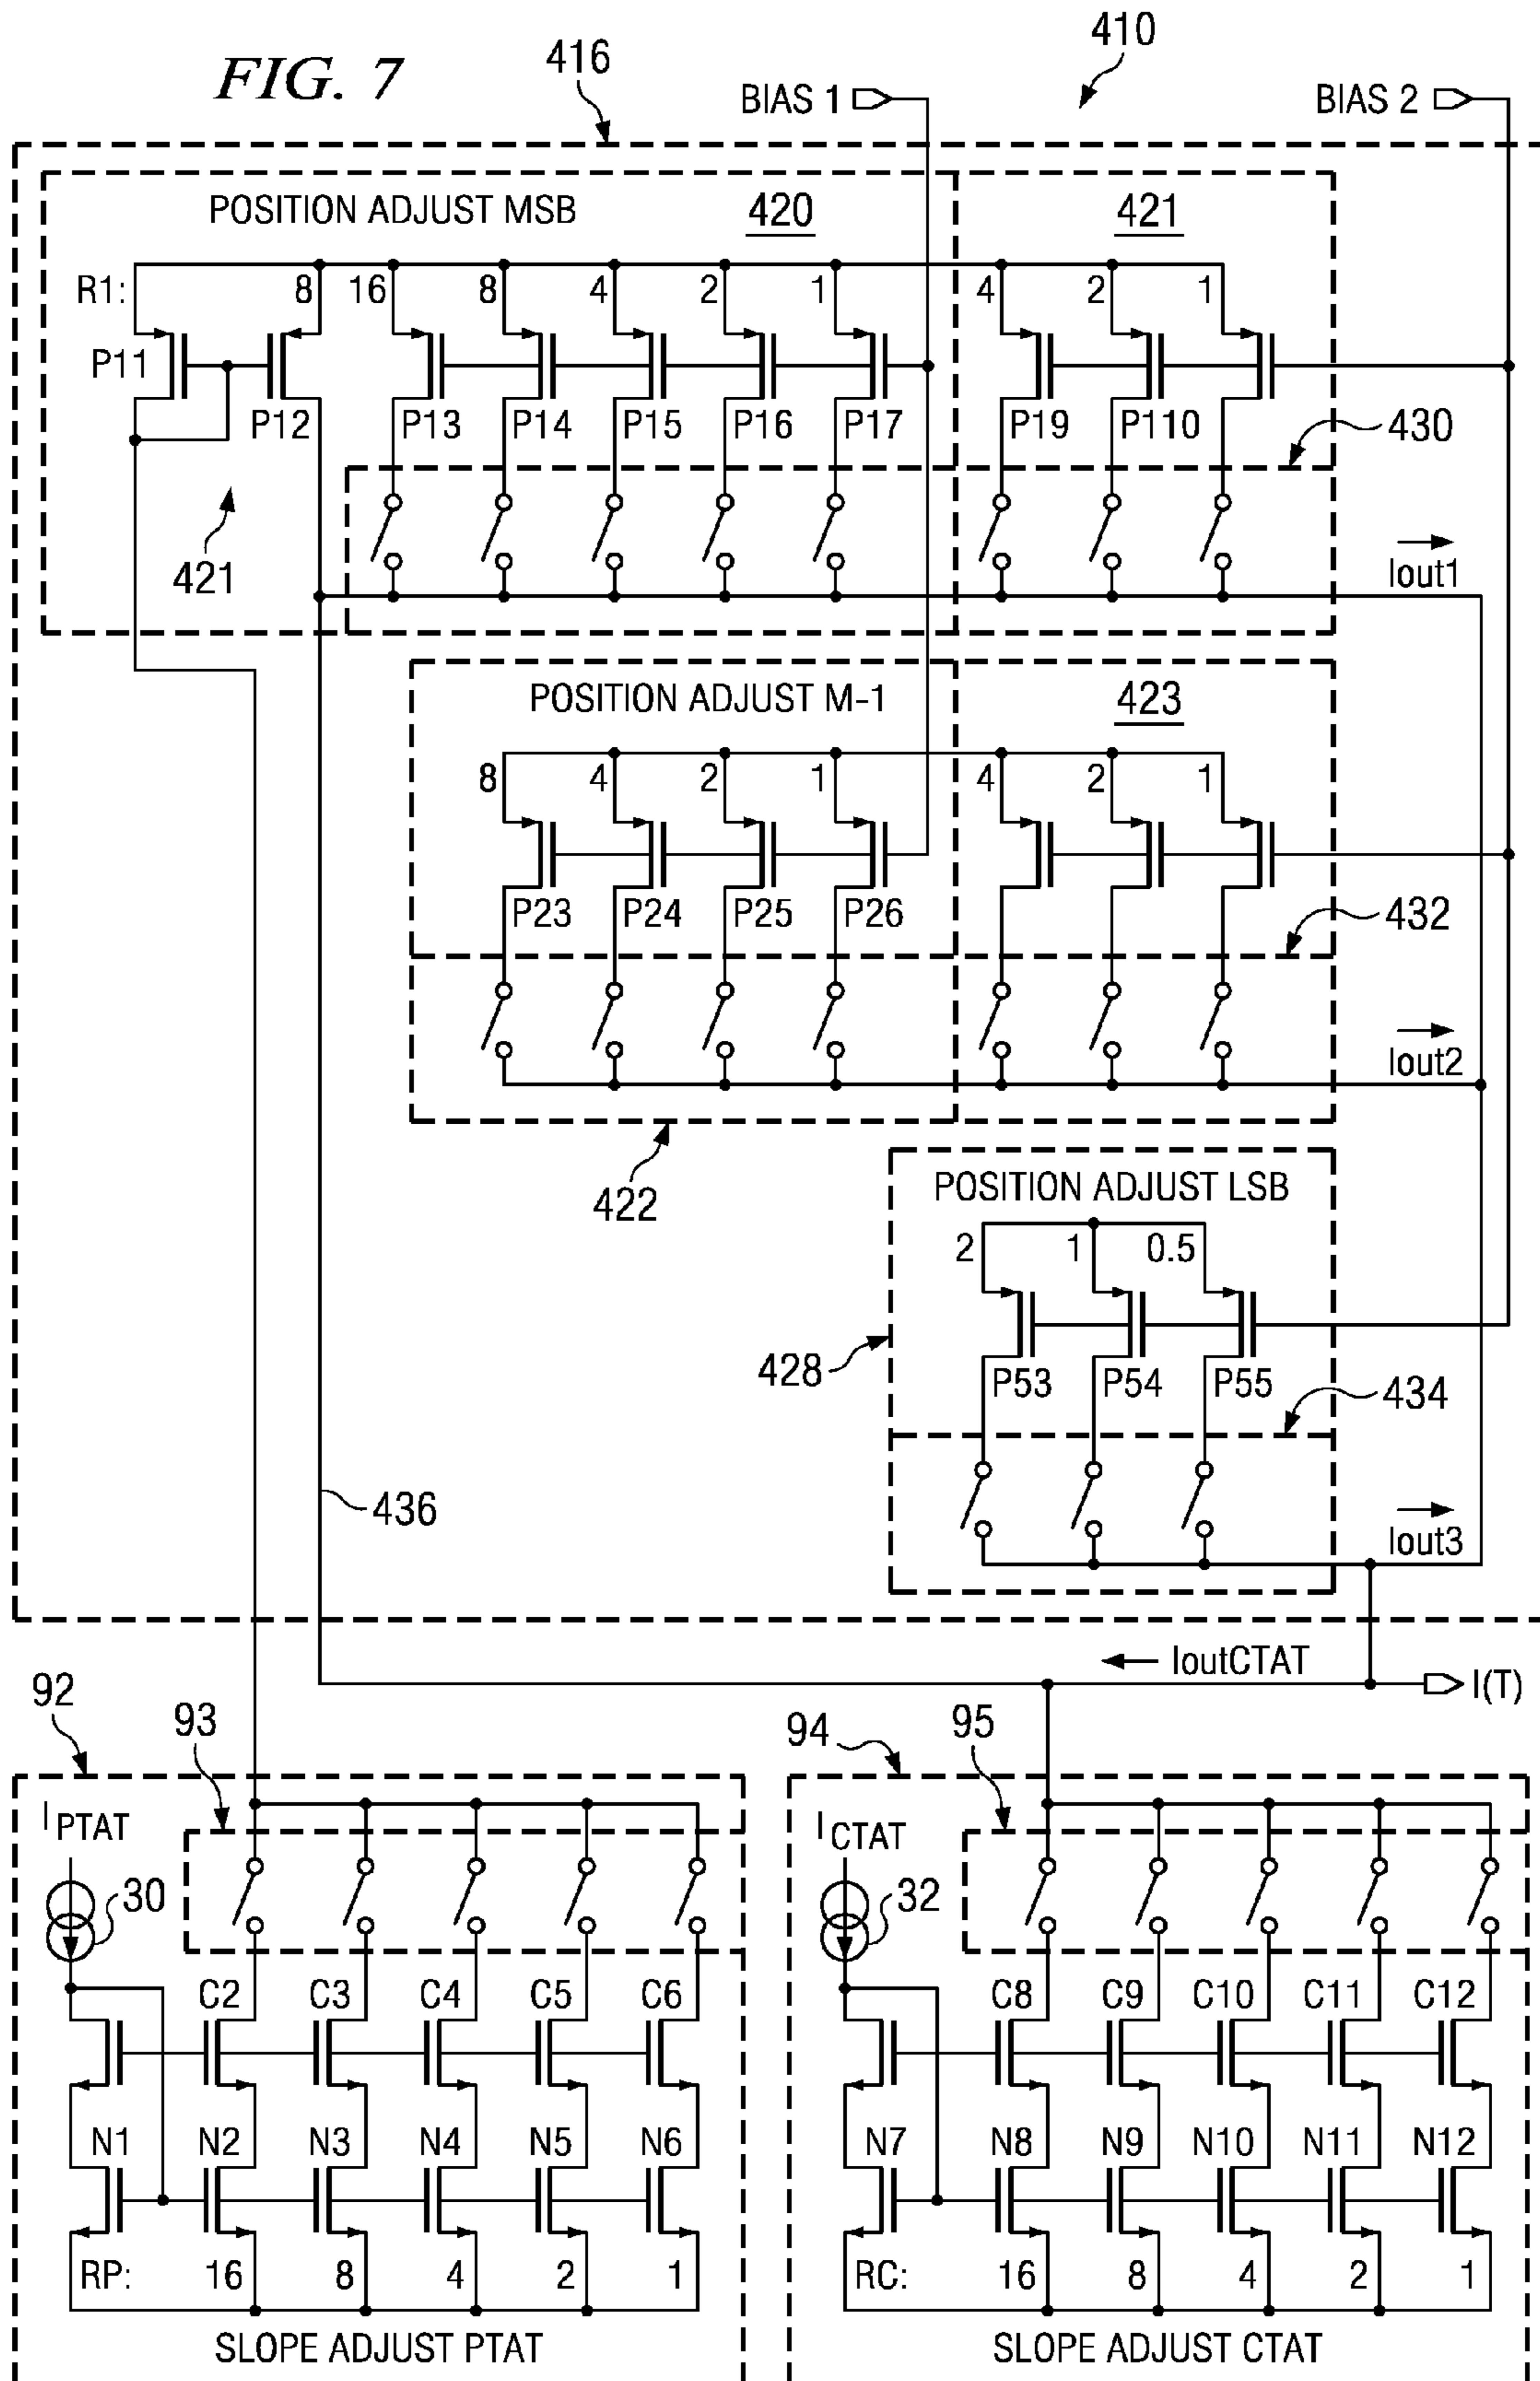 FIG. 7
416
410
BIAS 1
BIAS 2
POSITION ADJUST MSB
420
421
R1:
8
16
8
4
2
1
4
2
1
P11
P12
P13
P14
P15
P16
P17
P19
P110
430
421
Iout1
POSITION ADJUST M-1
423
8
4
2
1
4
2
1
P23
P24
P25
P26
432
Iout2
422
POSITION ADJUST LSB
2
1
0.5
428
P53
P54
P55
434
436
Iout3
IoutCTAT
I(T)
92
93
94
95
I PTAT
I CTAT
30
32
C2
C3
C4
C5
C6
C8
C9
C10
C11
C12
N1
N2
N3
N4
N5
N6
N7
N8
N9
N10
N11
N12
RP:
16
8
4
2
1
RC:
16
8
4
2
1
SLOPE ADJUST PTAT
SLOPE ADJUST CTAT